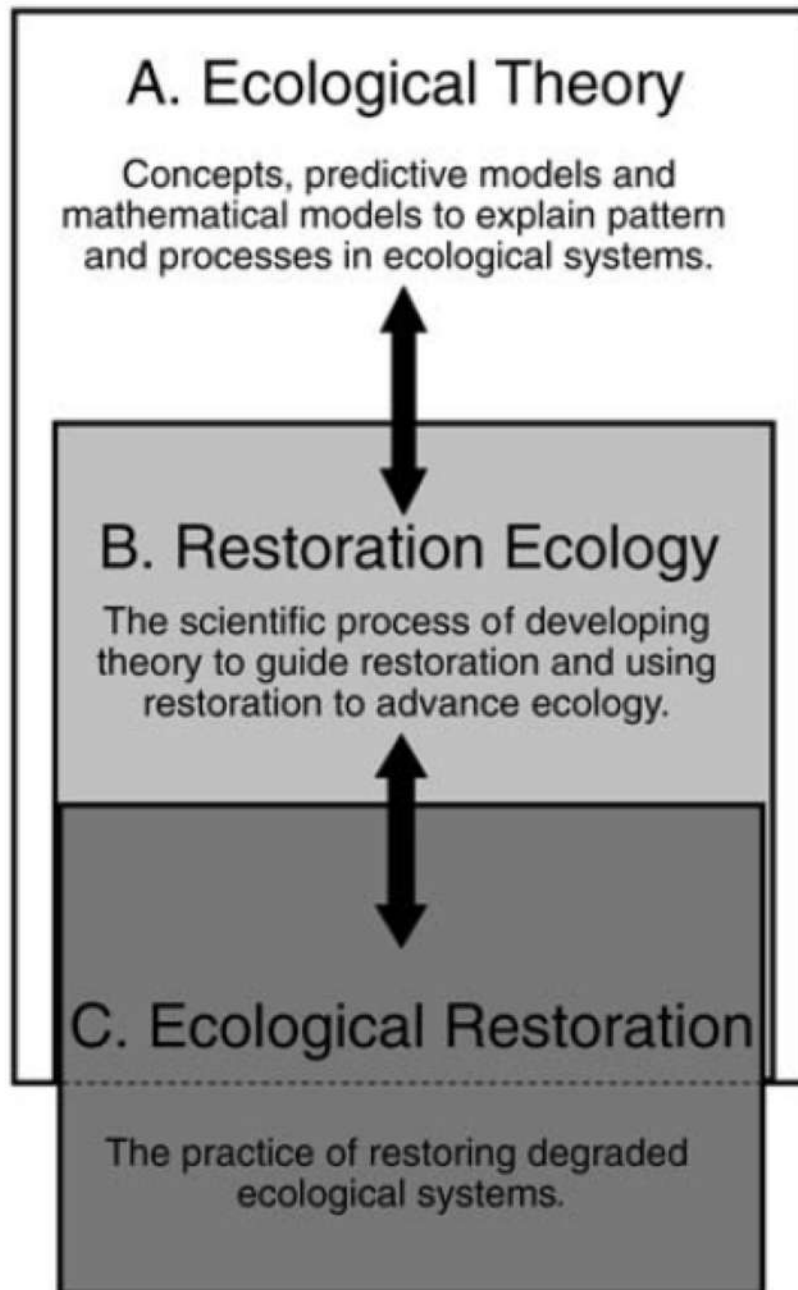 A. Ecological Theory
Concepts, predictive models and
mathematical models to explain pattern
and processes in ecological systems.
B. Restoration Ecology
The scientific process of developing
theory to guide restoration and using
restoration to advance ecology.
C. Ecological Restoration
The practice of restoring degraded
ecological systems.